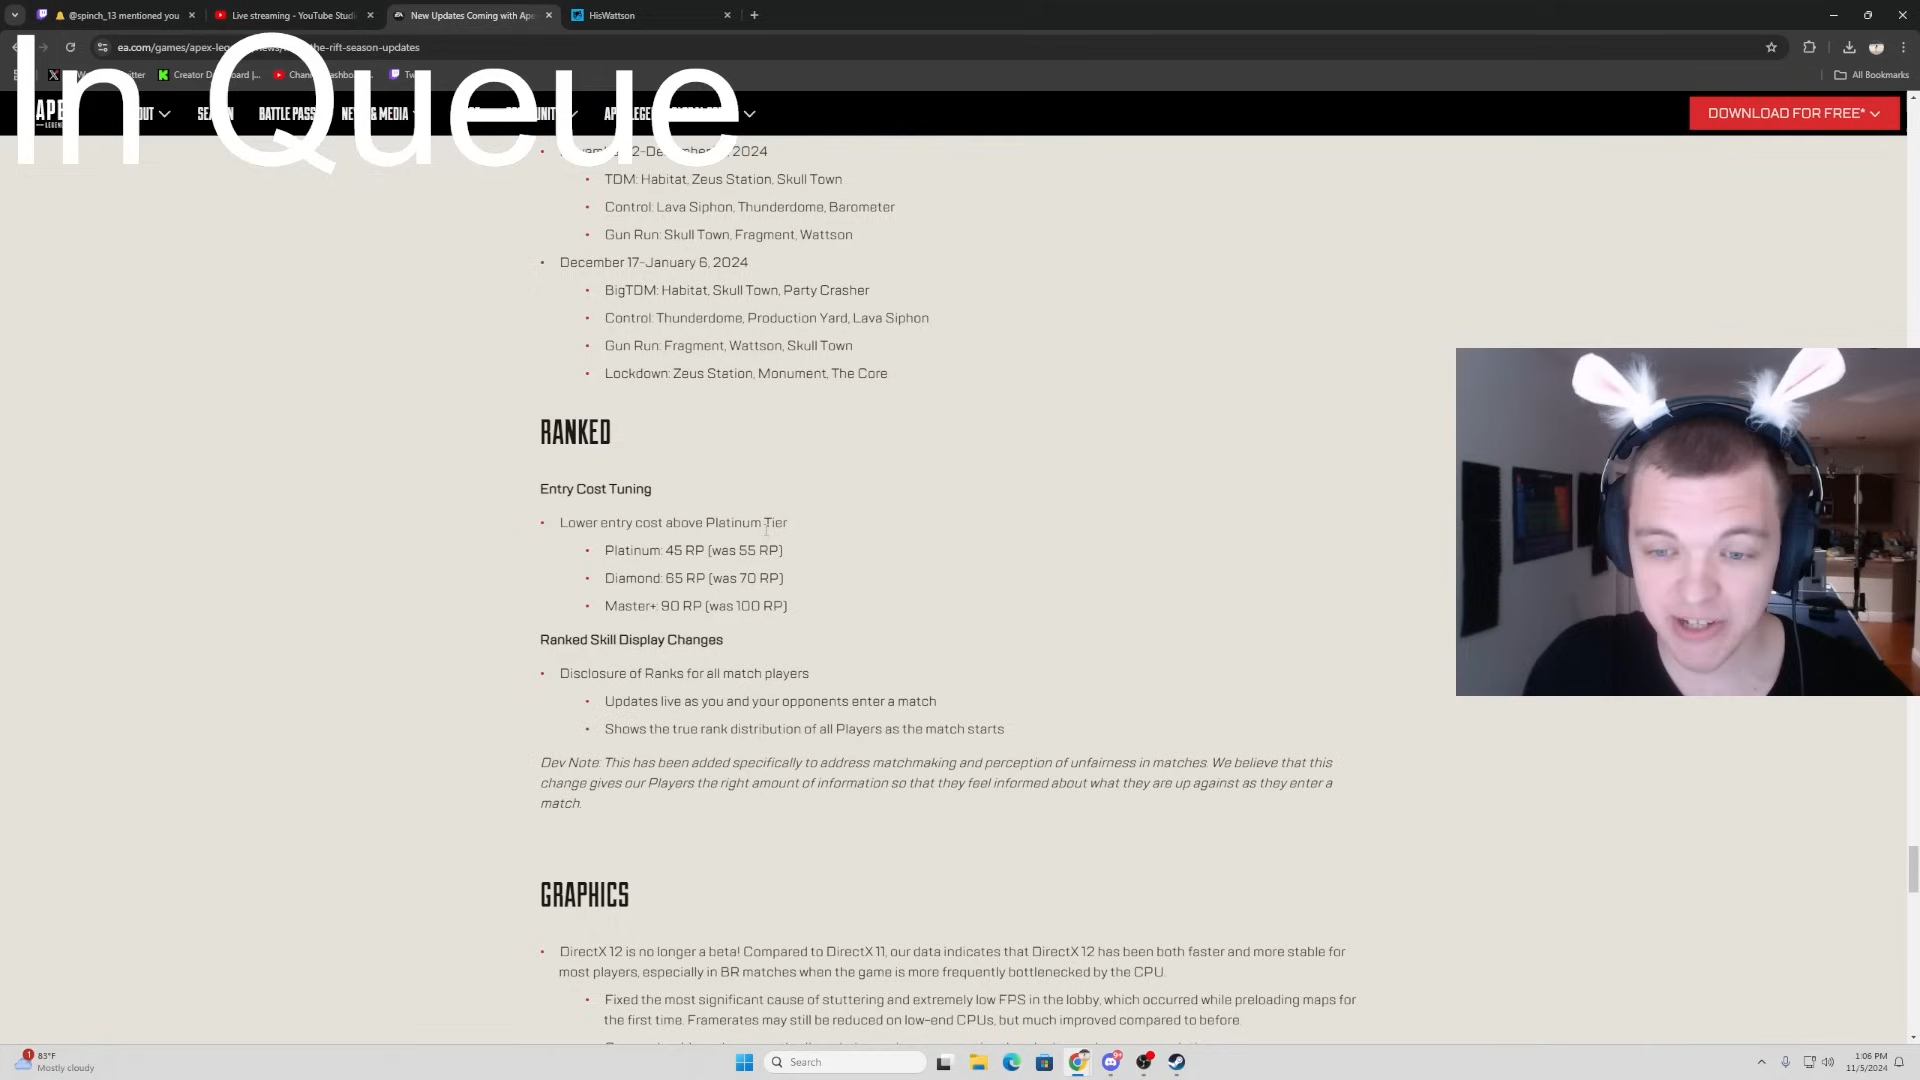 @spinch_13 mentioned you
Live streaming - YouTube Studi
New Updates Coming with Ape
HisWattson
ea.com/games/apex-le
the-rift-season-updates
Creator
All Bookmarks
In Queue
BATTLE PASS
DOWNLOAD FOR FREE*
2024
• TDM: Habitat, Zeus Station, Skull Town
• Control: Lava Siphon, Thunderdome, Barometer
• Gun Run: Skull Town, Fragment, Wattson
• December 17-January 6, 2024
• BigTDM: Habitat, Skull Town, Party Crasher
• Control: Thunderdome, Production Yard, Lava Siphon
• Gun Run: Fragment, Wattson, Skull Town
• Lockdown: Zeus Station, Monument, The Core
RANKED
Entry Cost Tuning
• Lower entry cost above Platinum Tier
• Platinum: 45 RP (was 55 RP)
• Diamond: 65 RP (was 70 RP)
• Master+: 90 RP (was 100 RP)
Ranked Skill Display Changes
• Disclosure of Ranks for all match players
• Updates live as you and your opponents enter a match
• Shows the true rank distribution of all Players as the match starts
Dev Note: This has been added specifically to address matchmaking and perception of unfairness in matches. We believe that this
change gives our Players the right amount of information so that they feel informed about what they are up against as they enter a
match.
GRAPHICS
• DirectX 12 is no longer a beta! Compared to DirectX 11, our data indicates that DirectX 12 has been both faster and more stable for
most players, especially in BR matches when the game is more frequently bottlenecked by the CPU.
• Fixed the most significant cause of stuttering and extremely low FPS in the lobby, which occurred while preloading maps for
the first time. Framerates may still be reduced on low-end CPUs, but much improved compared to before.
1
83°F
Mostly cloudy
Search
1:06 PM
11/5/2024